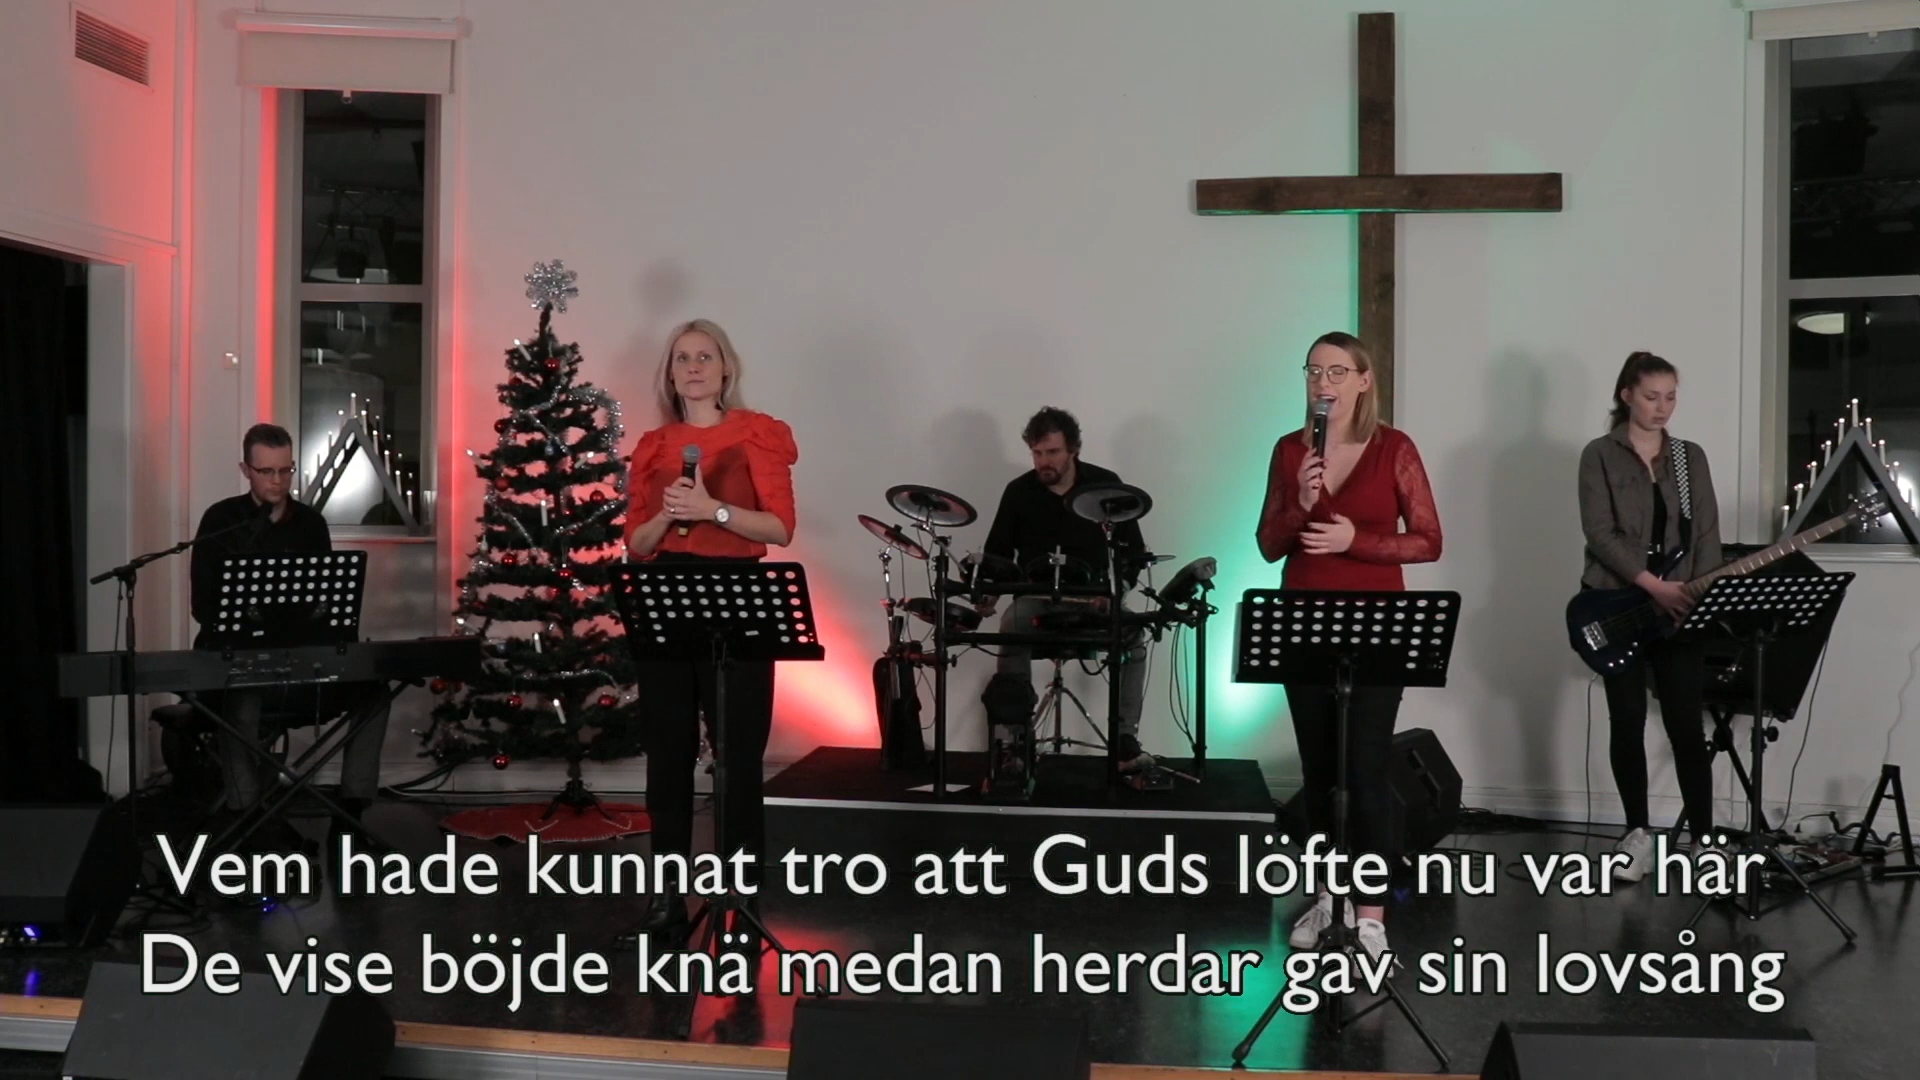 Vem hade kunnat tro att Guds löfte nu var här
De vise böjde knä medan herdar gav sin lovsång